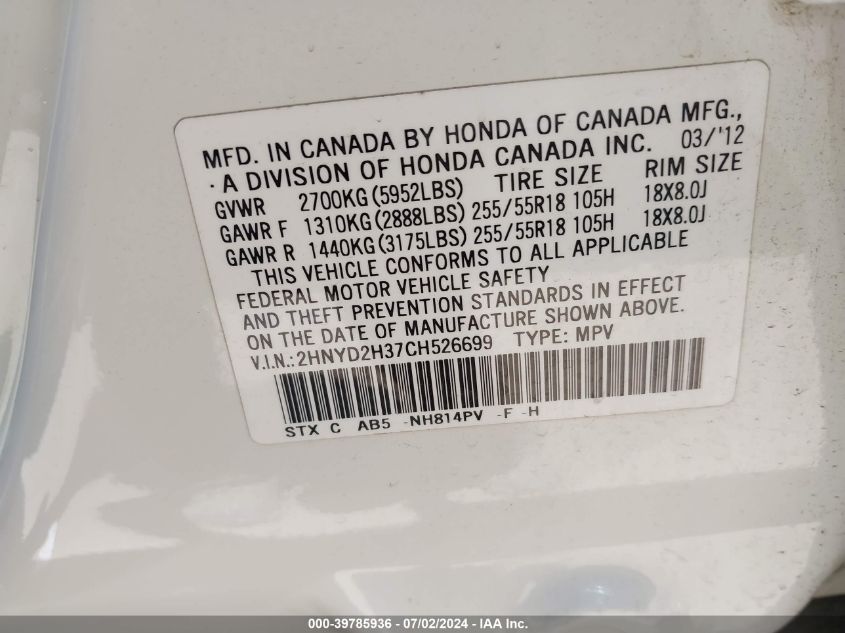 MFD. IN CANADA BY HONDA OF CANADA MFG.,
· A DIVISION OF HONDA CANADA INC. 03/'12
GVWR 2700KG (5952LBS) TIRE SIZE RIM SIZE
GAWR F 1310KG (2888LBS) 255/55R18 105H 18X8.0J
GAWR R 1440KG (3175LBS) 255/55R18 105H 18X8.0J
THIS VEHICLE CONFORMS TO ALL APPLICABLE
FEDERAL MOTOR VEHICLE SAFETY
AND THEFT PREVENTION STANDARDS IN EFFECT
ON THE DATE OF MANUFACTURE SHOWN ABOVE.
V.I.N.:2HNYD2H37CH526699 TYPE: MPV
STX C AB5 -NH814PV -F -H
000-39785936 - 07/02/2024 - IAA Inc.